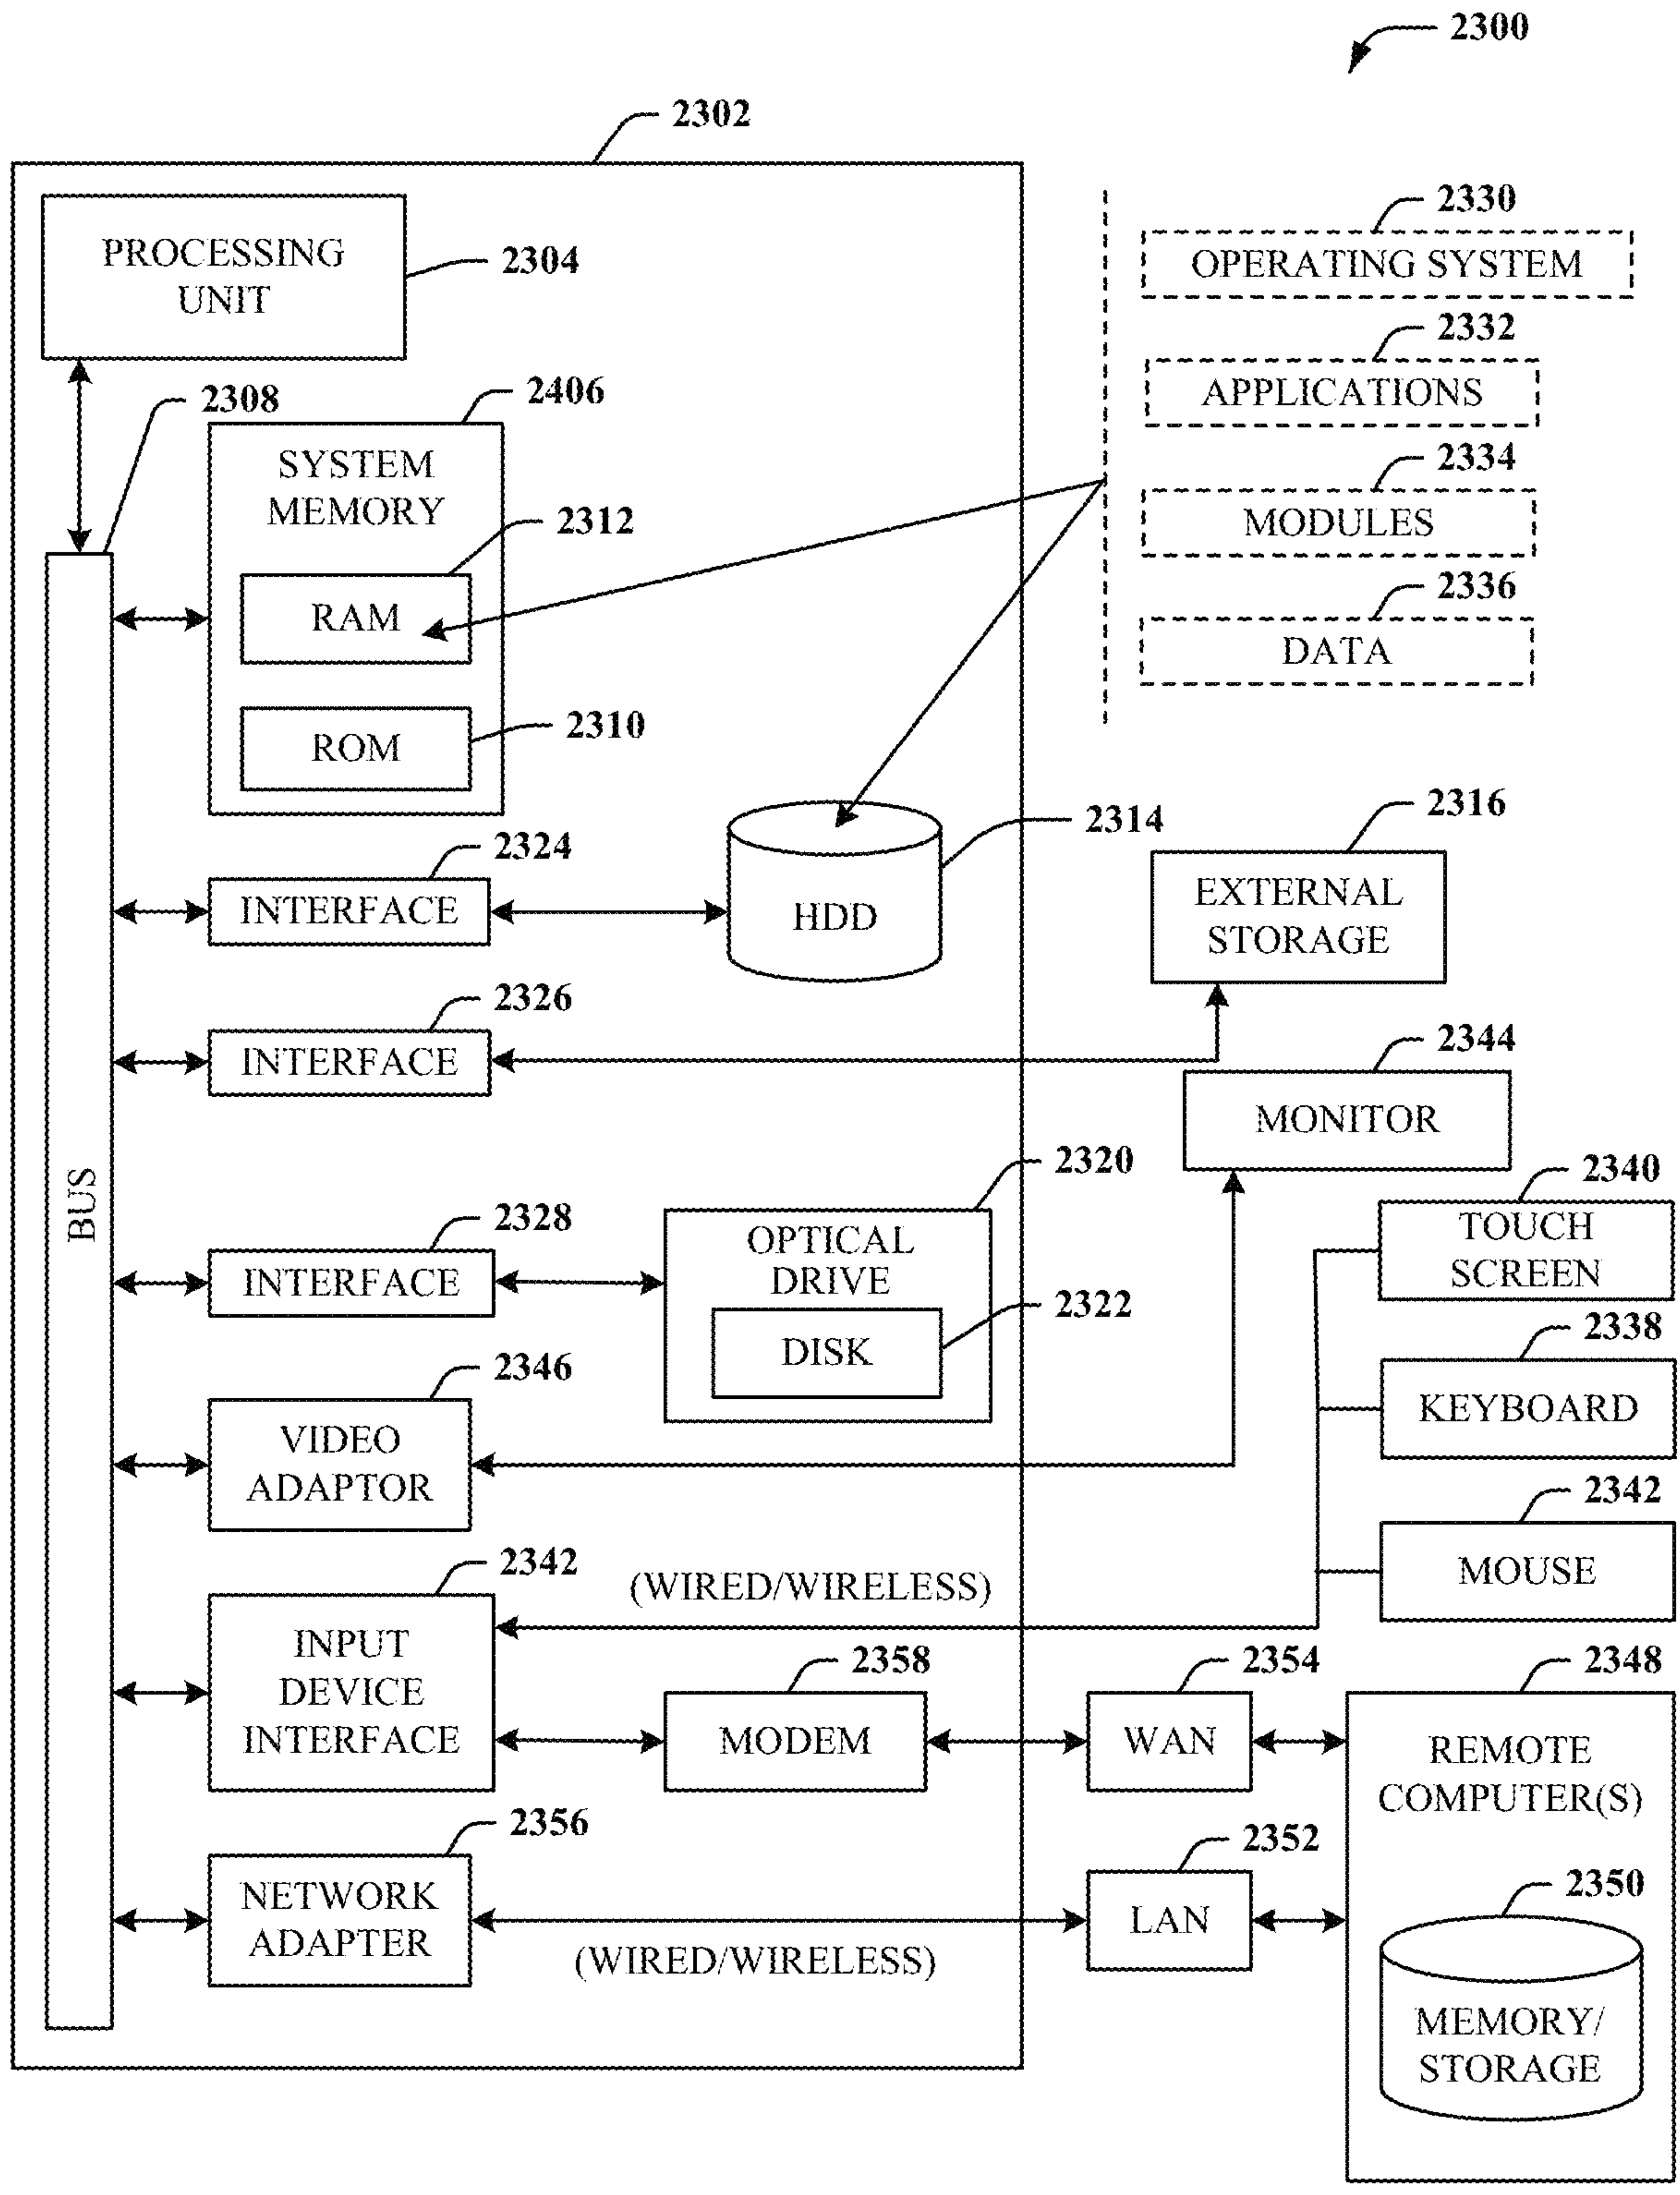 2300
2302
PROCESSING
UNIT
2304
2330
OPERATING SYSTEM
2332
APPLICATIONS
2334
MODULES
2336
DATA
2308
2406
SYSTEM
MEMORY
2312
RAM
2310
ROM
2324
INTERFACE
2314
HDD
2316
EXTERNAL
STORAGE
2326
INTERFACE
2344
MONITOR
BUS
2328
INTERFACE
2320
OPTICAL
DRIVE
2322
DISK
2340
TOUCH
SCREEN
2338
KEYBOARD
2346
VIDEO
ADAPTOR
2342
MOUSE
2342
INPUT
DEVICE
INTERFACE
(WIRED/WIRELESS)
2358
MODEM
2354
WAN
2348
REMOTE
COMPUTER(S)
2356
NETWORK
ADAPTER
(WIRED/WIRELESS)
2352
LAN
2350
MEMORY/
STORAGE